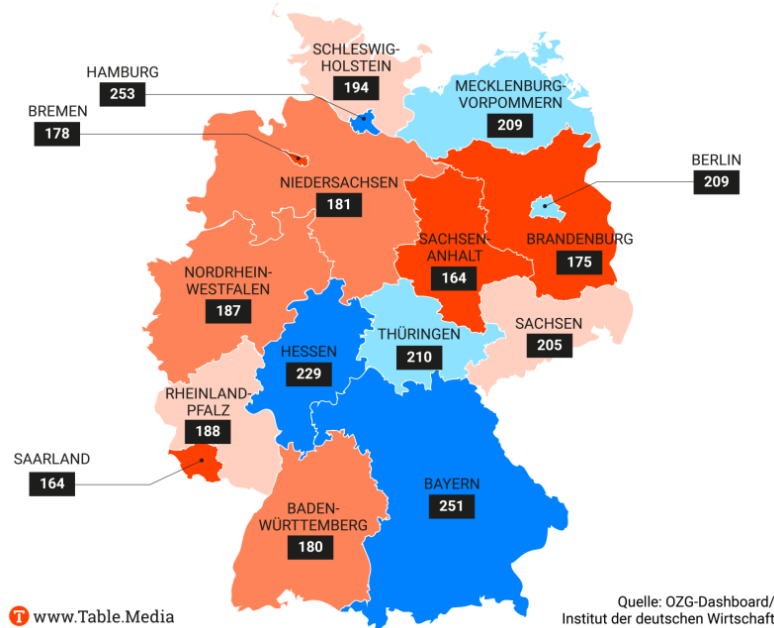 SCHLESWIG-
HOLSTEIN
194
HAMBURG
253
MECKLENBURG-
VORPOMMERN
209
BREMEN
178
BERLIN
209
NIEDERSACHSEN
181
SACHSEN-
ANHALT
164
BRANDENBURG
175
NORDRHEIN-
WESTFALEN
187
THÜRINGEN
210
SACHSEN
205
HESSEN
229
RHEINLAND-
PFALZ
188
SAARLAND
164
BAYERN
251
BADEN-
WÜRTTEMBERG
180
T www.Table.Media
Quelle: OZG-Dashboard/
Institut der deutschen Wirtschaft